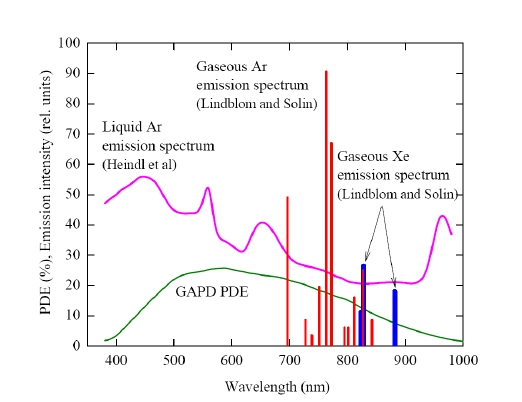 100
90
80
70
60
50
40
30
20
10
0
PDE (%), Emission intensity (rel. units)
Gaseous Ar
emission spectrum
(Lindblom and Solin)
Liquid Ar
emission spectrum
(Heindl et al)
Gaseous Xe
emission spectrum
(Lindblom and Solin)
GAPD PDE
400 500 600 700 800 900 1000
Wavelength (nm)